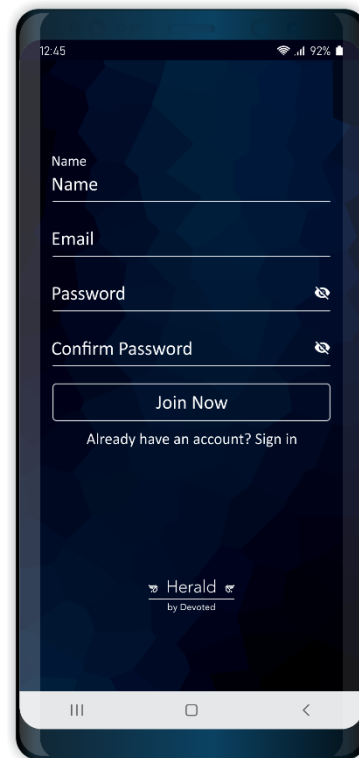 12:45 92%
Name
Name
Email
Password
Confirm Password
Join Now
Already have an account? Sign in
Herald
by Devoted